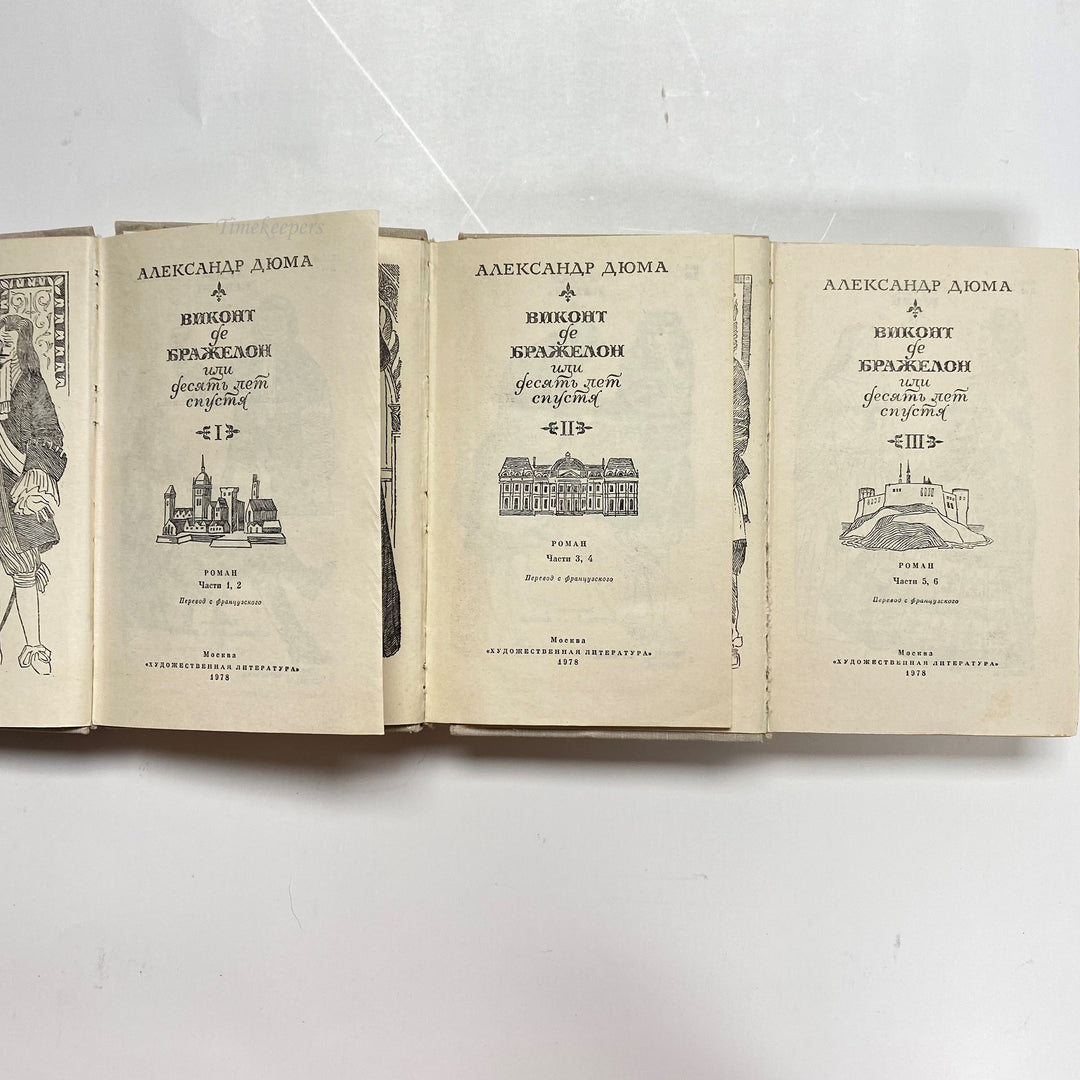 Timekeepers
АЛЕКСАНДР ДЮМА
ВИКОНТ
де
БРАЖЕЛОН
или
десять лет
спустя
I
РОМАН
Части 1, 2
Перевод с французского
Москва
«ХУДОЖЕСТВЕННАЯ ЛИТЕРАТУРА»
1978
АЛЕКСАНДР ДЮМА
ВИКОНТ
де
БРАЖЕЛОН
или
десять лет
спустя
II
РОМАН
Части 3, 4
Перевод с французского
Москва
«ХУДОЖЕСТВЕННАЯ ЛИТЕРАТУРА»
1978
АЛЕКСАНДР ДЮМА
ВИКОНТ
де
БРАЖЕЛОН
или
десять лет
спустя
III
РОМАН
Части 5, 6
Перевод с французского
Москва
«ХУДОЖЕСТВЕННАЯ ЛИТЕРАТУРА»
1978